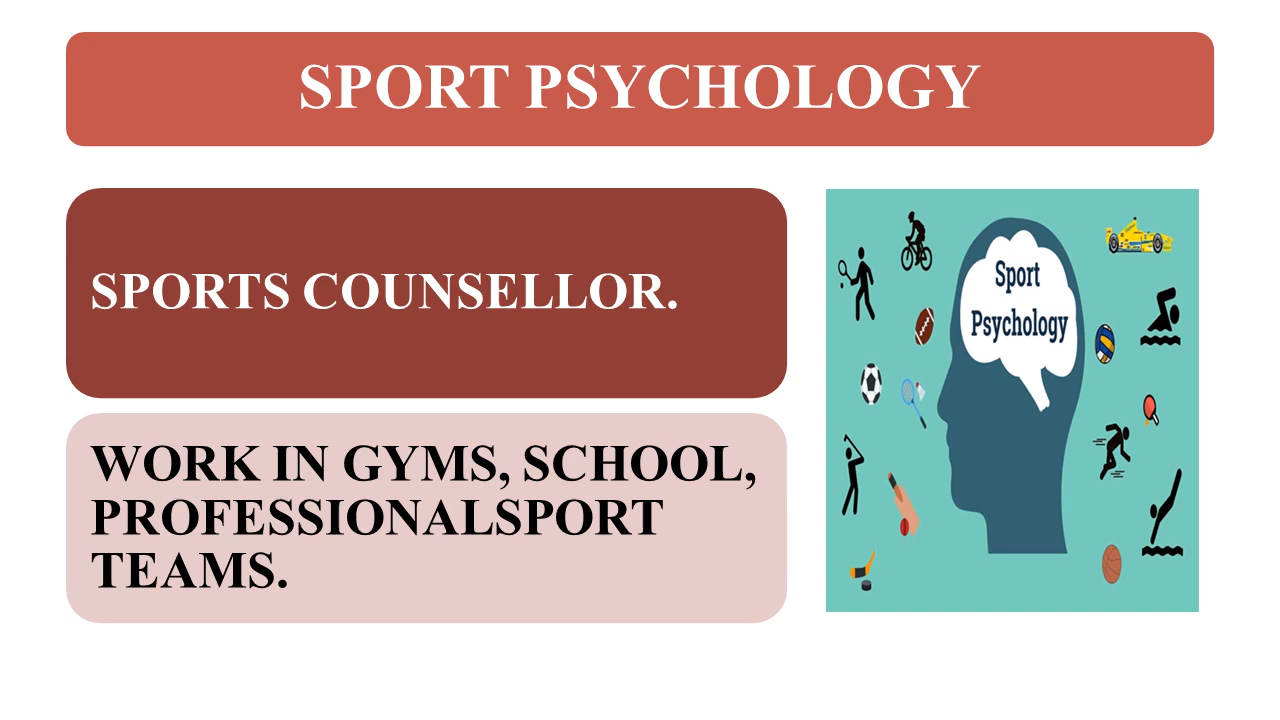 SPORT PSYCHOLOGY
SPORTS COUNSELLOR.
WORK IN GYMS, SCHOOL,
PROFESSIONALSPORT
TEAMS.
Sport
Psychology